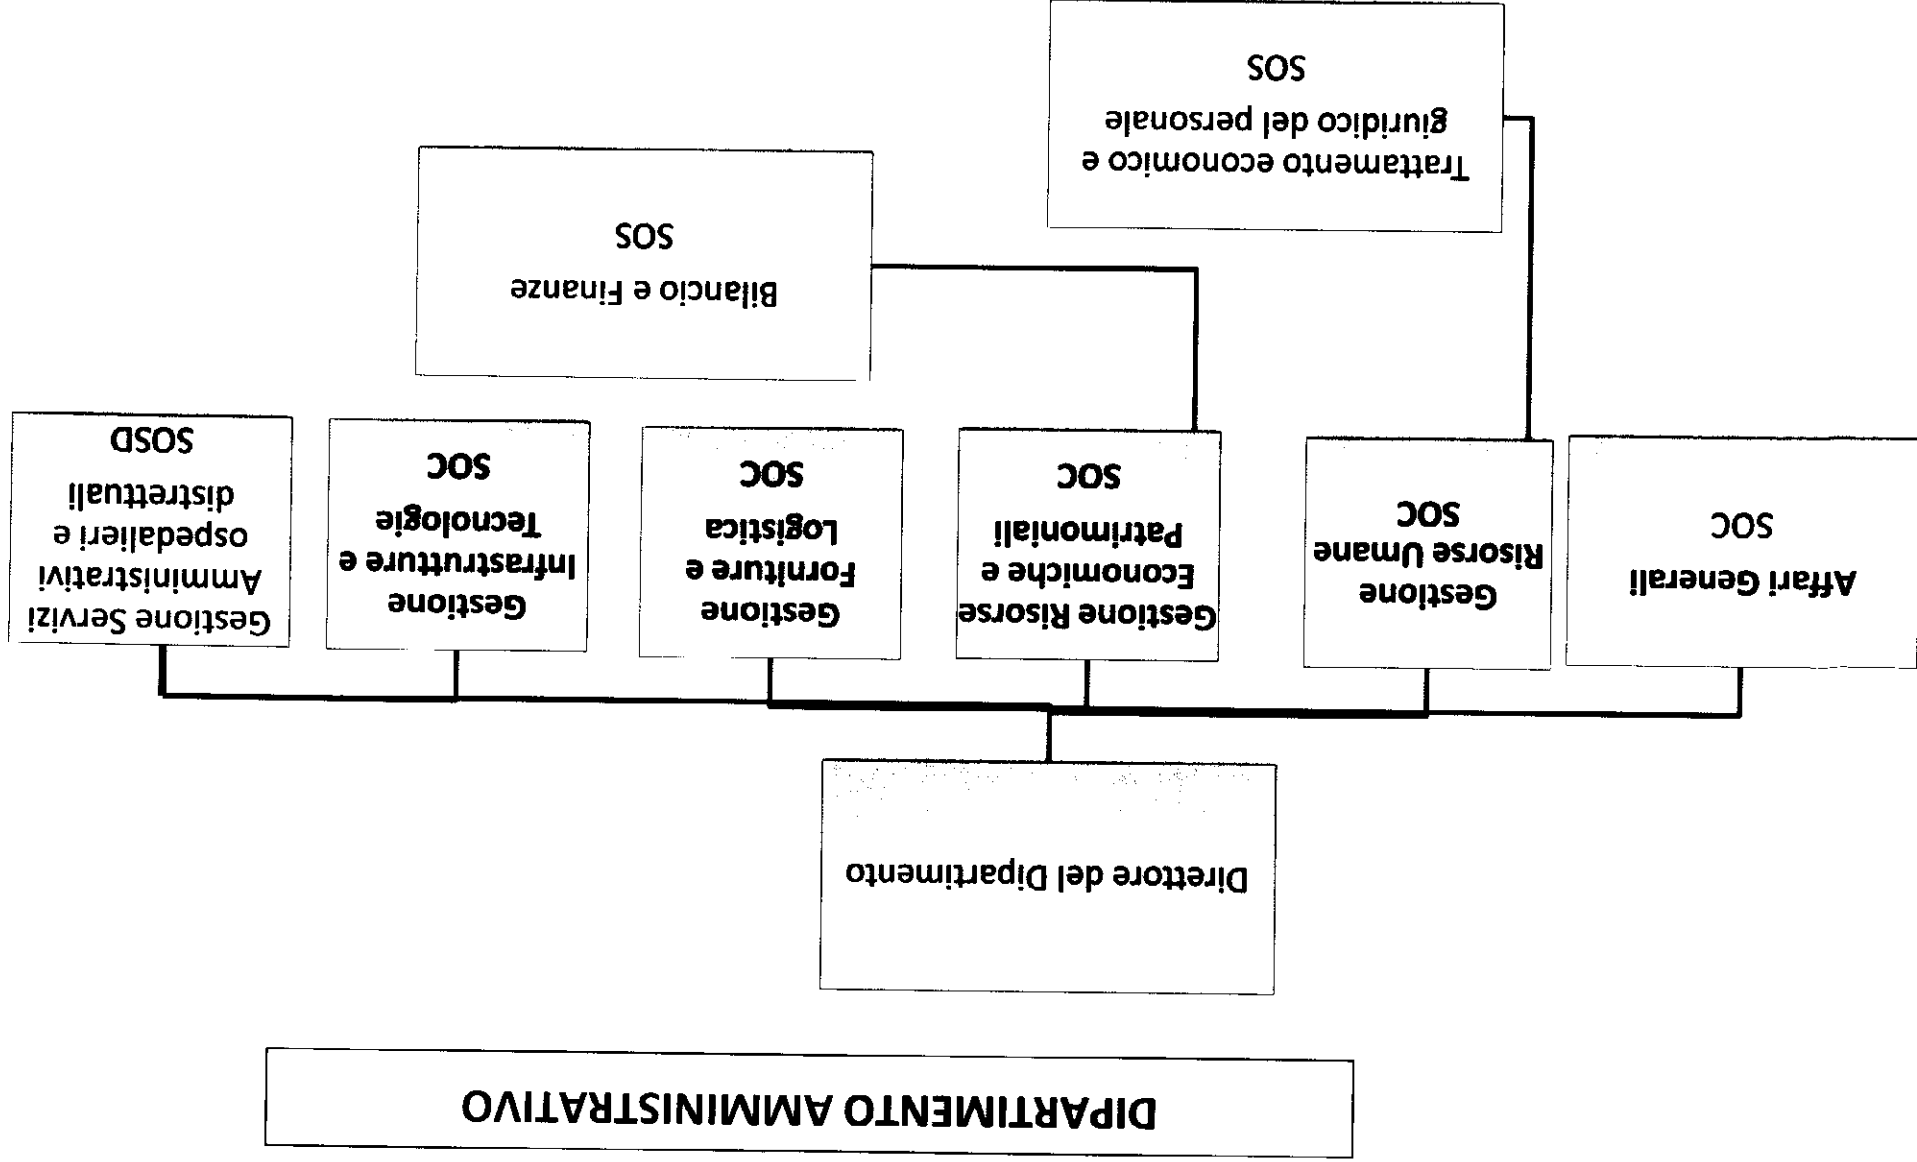 DIPARTIMENTO AMMINISTRATIVO
Direttore del Dipartimento
Affari Generali
SOC
Gestione
Risorse Umane
SOC
Gestione Risorse
Economiche e
Patrimoniali
SOC
Gestione
Forniture e
Logistica
SOC
Gestione
Infrastrutture e
Tecnologie
SOC
Gestione Servizi
Amministrativi
ospedalieri e
distrettuali
SOSD
Bilancio e Finanze
SOS
Trattamento economico e
giuridico del personale
SOS